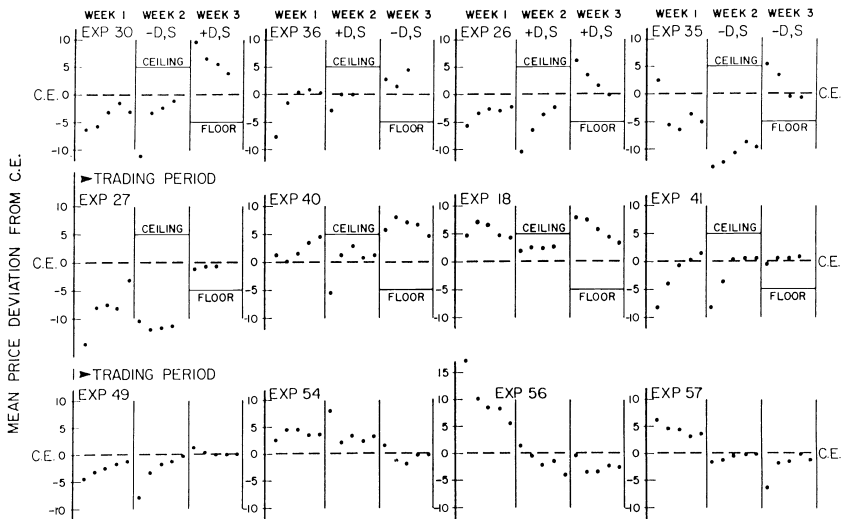 WEEK 1 WEEK 2 WEEK 3 WEEK 1 WEEK 2 WEEK 3 WEEK 1 WEEK 2 WEEK 3 WEEK 1 WEEK 2 WEEK 3
EXP 30 -D,S +D,S EXP 36 +D,S -D,S EXP 26 +D,S +D,S EXP 35 -D,S -D,S
10 10 10 10
CEILING CEILING CEILING CEILING
5 5 5 5
C.E. 0 0 0 0 C.E.
-5 -5 -5 -5
FLOOR FLOOR FLOOR FLOOR
-10 -10 -10 -10
►TRADING PERIOD
EXP 27 EXP 40 EXP 18 EXP 41
10 10 10 10
CEILING CEILING CEILING CEILING
5 5 5 5
C.E. 0 0 0 0 C.E.
-5 -5 -5 -5
FLOOR FLOOR FLOOR FLOOR
-10 -10 -10 -10
►TRADING PERIOD
15
EXP 49 EXP 54 EXP 56 EXP 57
10 10 10 10
5 5 5 5
C.E. 0 0 0 0 C.E.
-5 -5 -5 -5
-10 -10 -10 -10
MEAN PRICE DEVIATION FROM C.E.